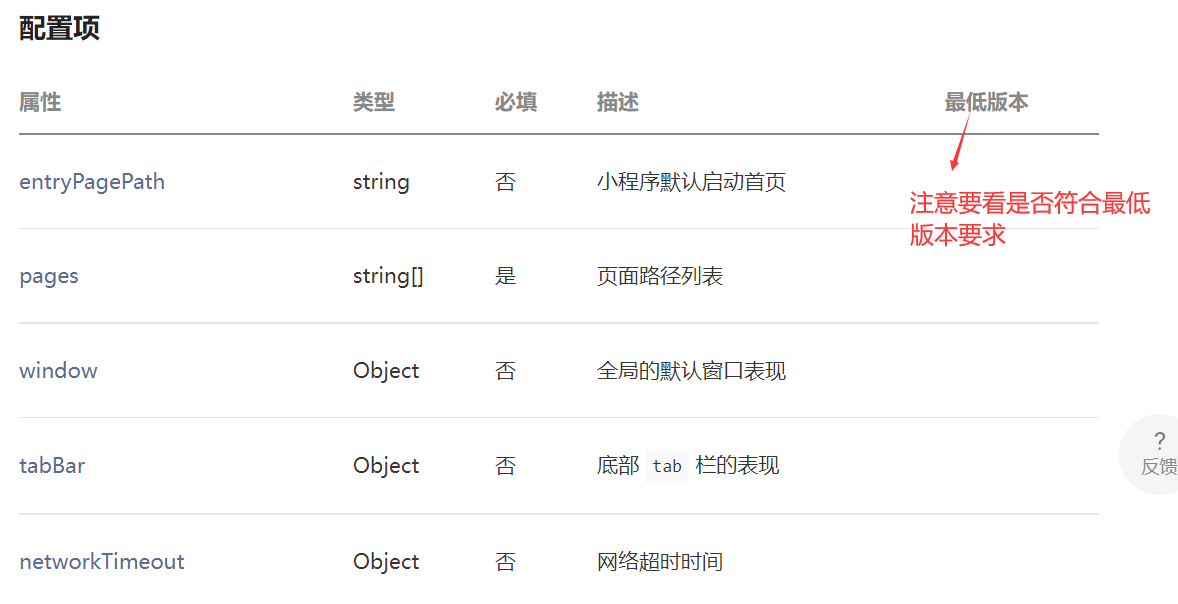 配置项
属性 类型 必填 描述 最低版本
entryPagePath string 否 小程序默认启动首页
注意要看是否符合最低
版本要求
pages string[] 是 页面路径列表
window Object 否 全局的默认窗口表现
tabBar Object 否 底部 tab 栏的表现
?
反馈
networkTimeout Object 否 网络超时时间